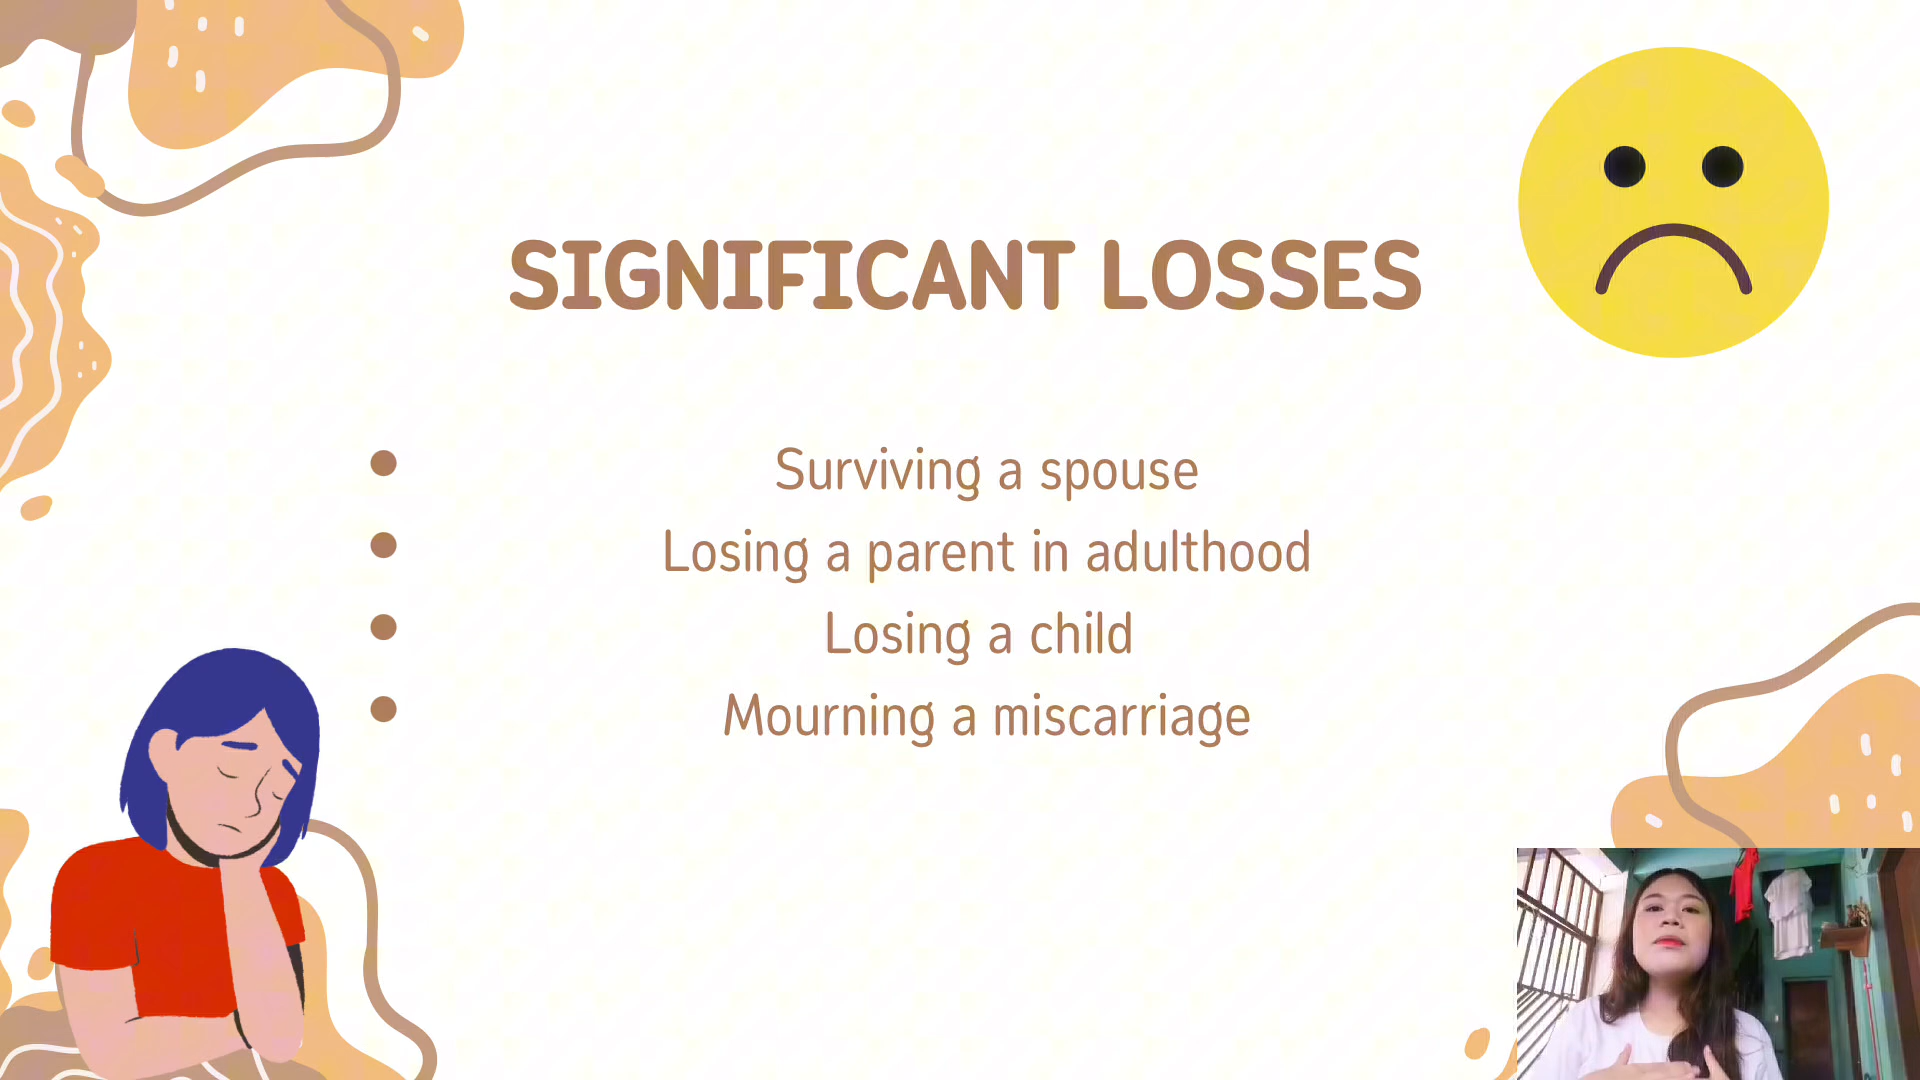 SIGNIFICANT LOSSES
Surviving a spouse
Losing a parent in adulthood
Losing a child
Mourning a miscarriage